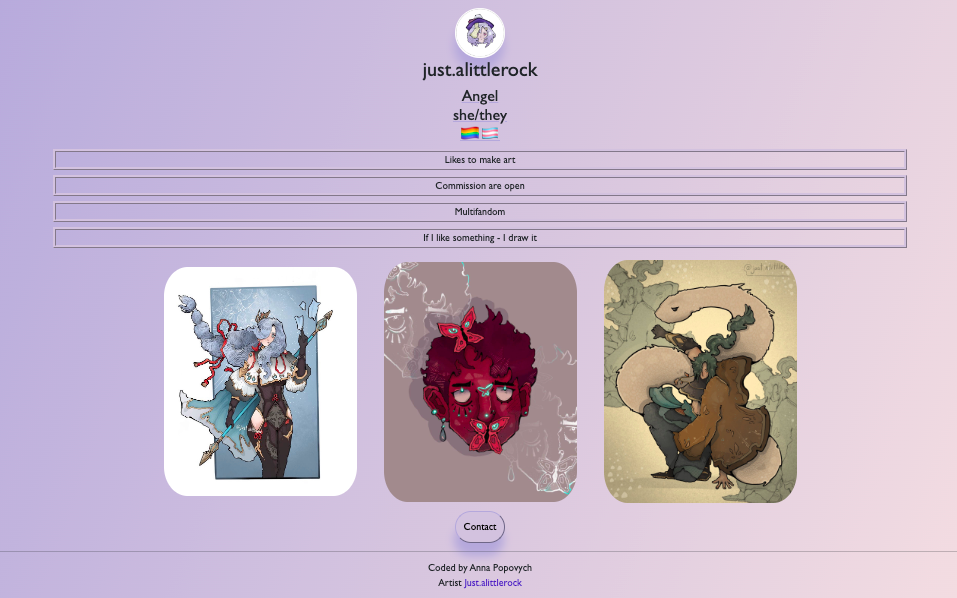 just.alittlerock
Angel
she/they
Likes to make art
Commission are open
Multifandom
If I like something - I draw it
Contact
Coded by Anna Popovych
Artist Just.alittlerock